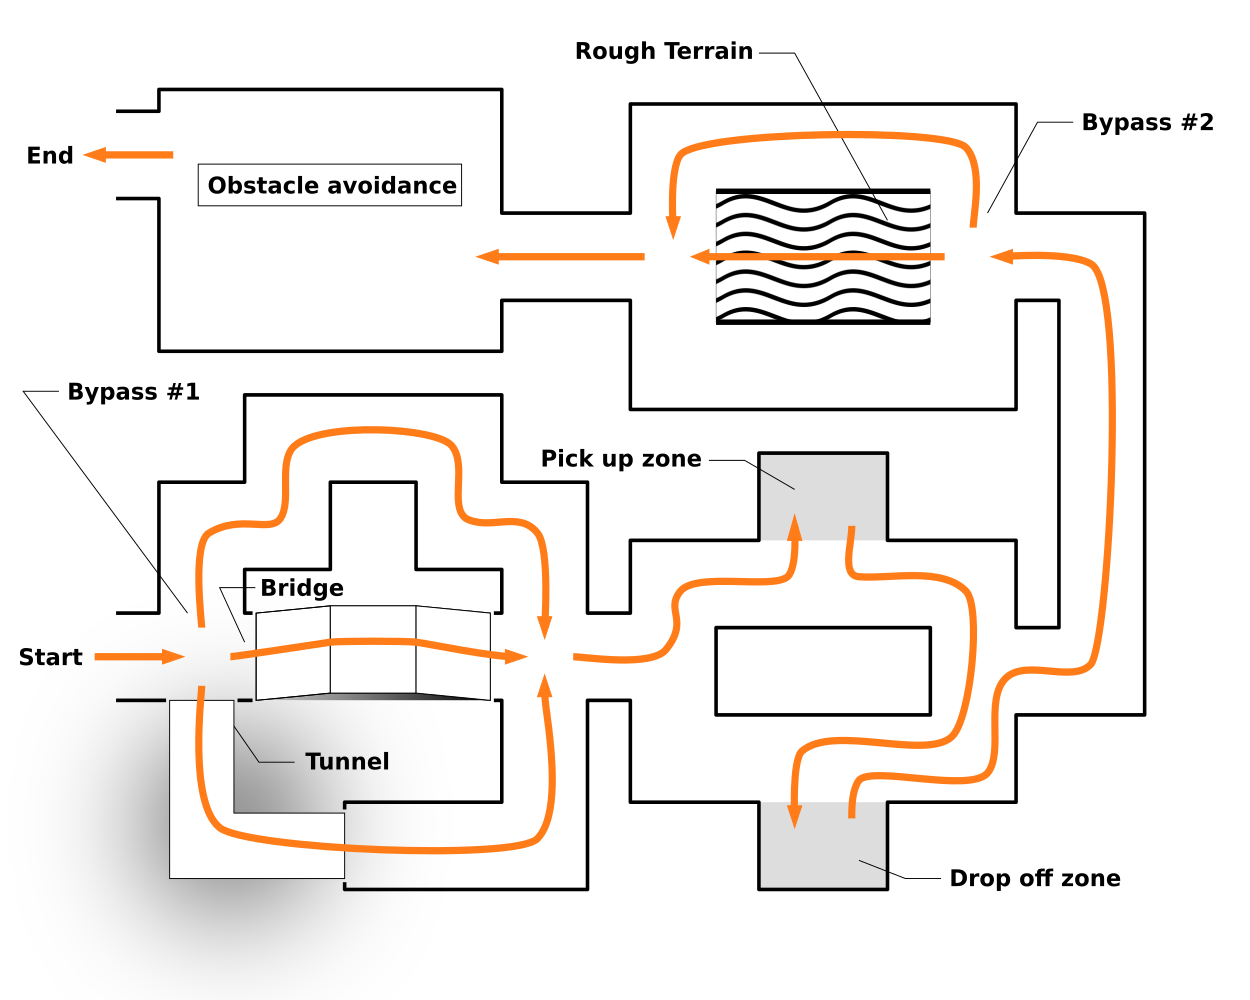 Rough Terrain
Bypass #2
End
Obstacle avoidance
Bypass #1
Pick up zone
Bridge
Start
Tunnel
Drop off zone